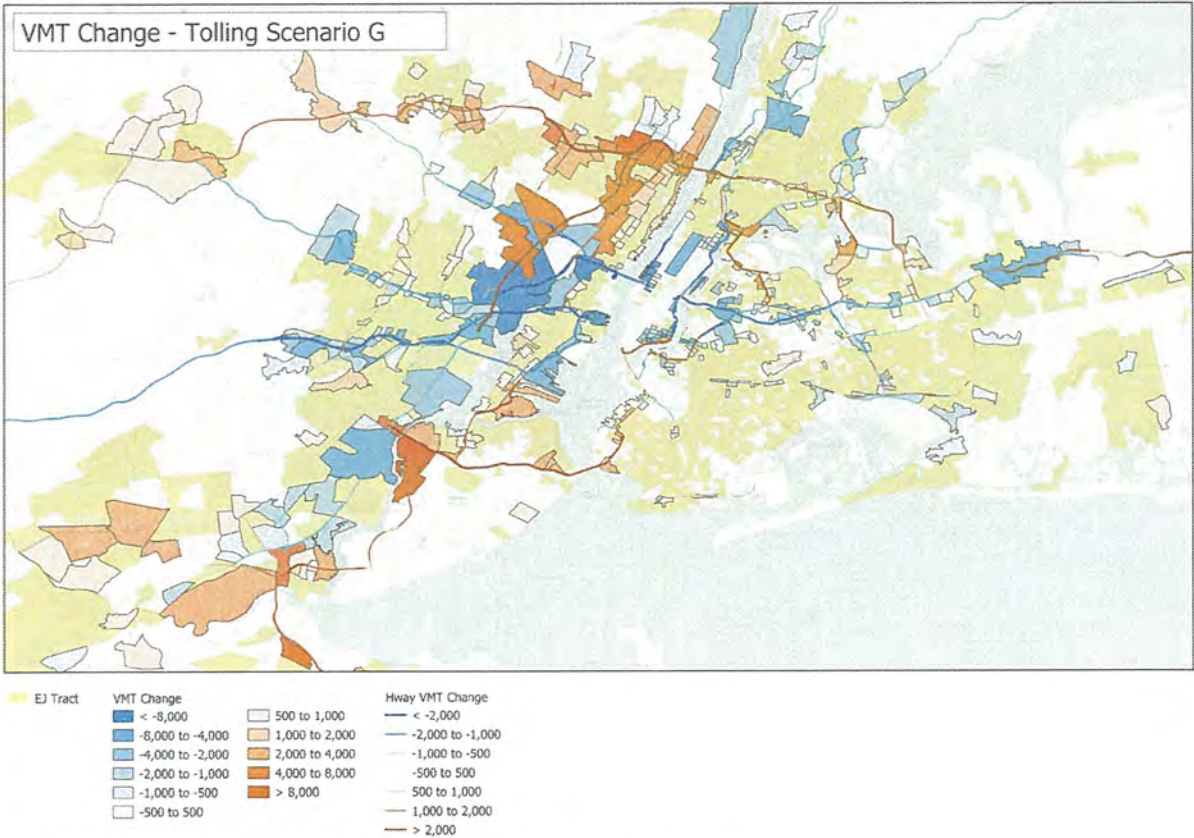 VMT Change - Tolling Scenario G
EJ Tract
VMT Change
< -8,000
-8,000 to -4,000
-4,000 to -2,000
-2,000 to -1,000
-1,000 to -500
-500 to 500
500 to 1,000
1,000 to 2,000
2,000 to 4,000
4,000 to 8,000
> 8,000
Hway VMT Change
< -2,000
-2,000 to -1,000
-1,000 to -500
-500 to 500
500 to 1,000
1,000 to 2,000
> 2,000